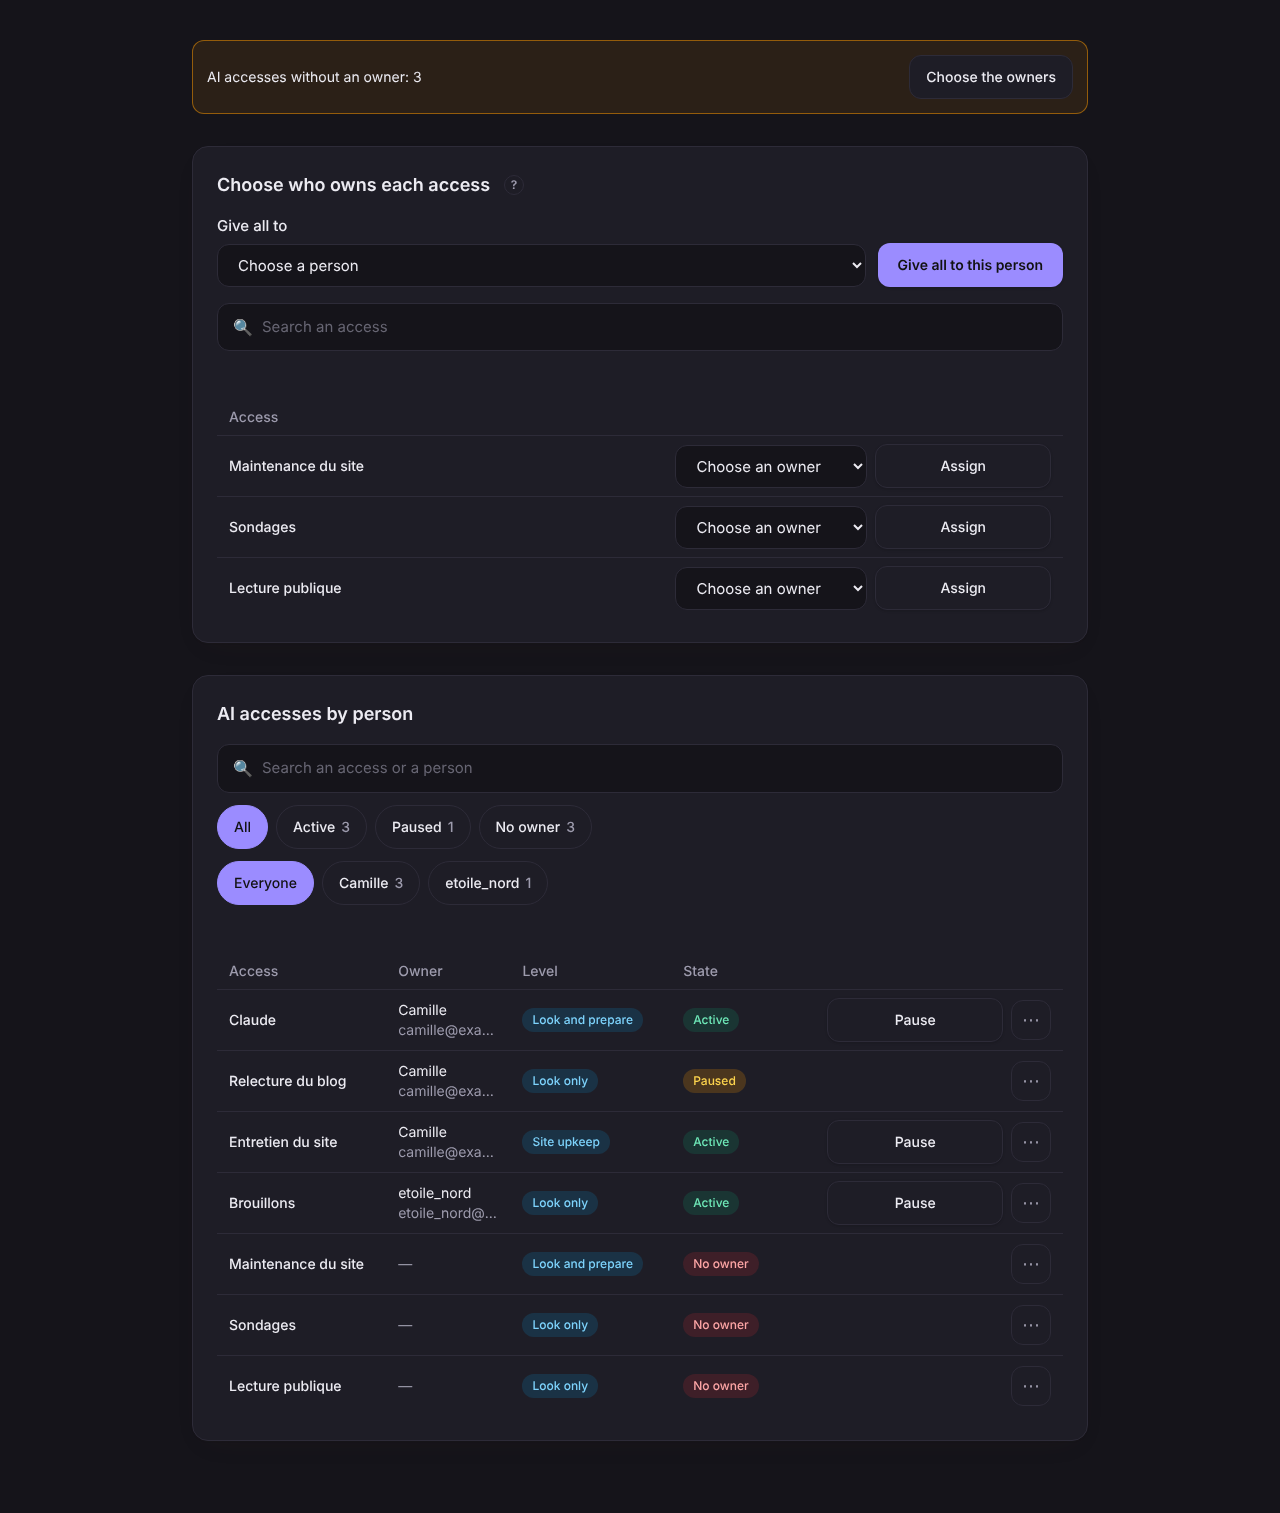 AI accesses without an owner: 3
Choose the owners
Choose who owns each access ?
Give all to
Choose a person
Give all to this person
Search an access
Access
Maintenance du site Choose an owner Assign
Sondages Choose an owner Assign
Lecture publique Choose an owner Assign
AI accesses by person
Search an access or a person
All Active 3 Paused 1 No owner 3
Everyone Camille 3 etoile_nord 1
Access Owner Level State
Claude Camille Look and prepare Active Pause ⋯
camille@exa...
Relecture du blog Camille Look only Paused ⋯
camille@exa...
Entretien du site Camille Site upkeep Active Pause ⋯
camille@exa...
Brouillons etoile_nord Look only Active Pause ⋯
etoile_nord@...
Maintenance du site — Look and prepare No owner ⋯
Sondages — Look only No owner ⋯
Lecture publique — Look only No owner ⋯